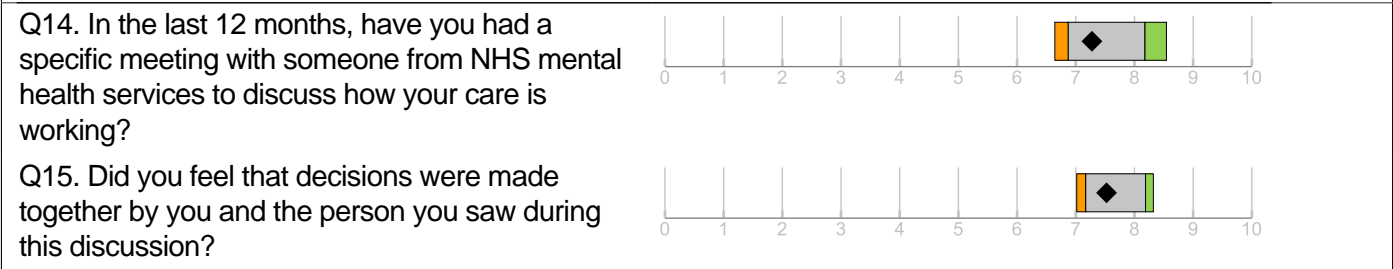 Q14. In the last 12 months, have you had a
specific meeting with someone from NHS mental
health services to discuss how your care is
working?
0 1 2 3 4 5 6 7 8 9 10
Q15. Did you feel that decisions were made
together by you and the person you saw during
this discussion?
0 1 2 3 4 5 6 7 8 9 10